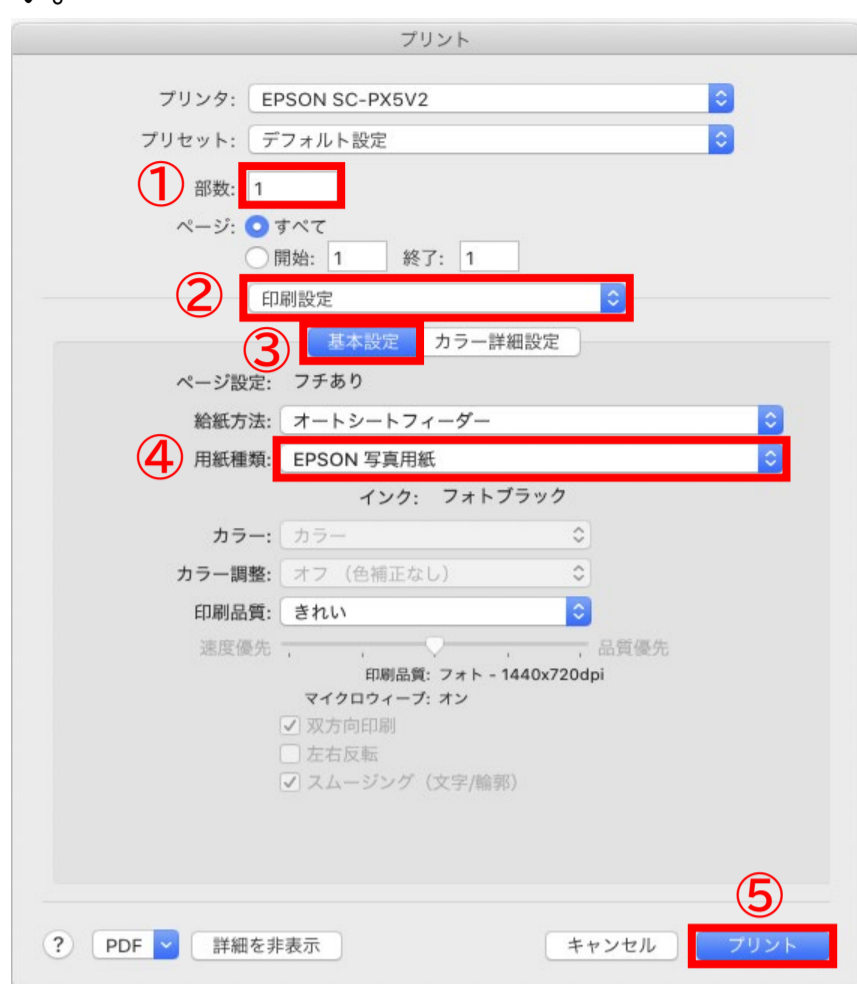 い。
プリント
プリンタ: EPSON SC-PX5V2
プリセット: デフォルト設定
① 部数: 1
ページ: すべて
開始: 1 終了: 1
② 印刷設定
③ 基本設定 カラー詳細設定
ページ設定: フチあり
給紙方法: オートシートフィーダー
④ 用紙種類: EPSON 写真用紙
インク: フォトブラック
カラー: カラー
カラー調整: オフ (色補正なし)
印刷品質: きれい
速度優先 品質優先
印刷品質: フォト - 1440x720dpi
マイクロウィーブ: オン
双方向印刷
左右反転
スムージング (文字/輪郭)
⑤
? PDF 詳細を非表示 キャンセル プリント